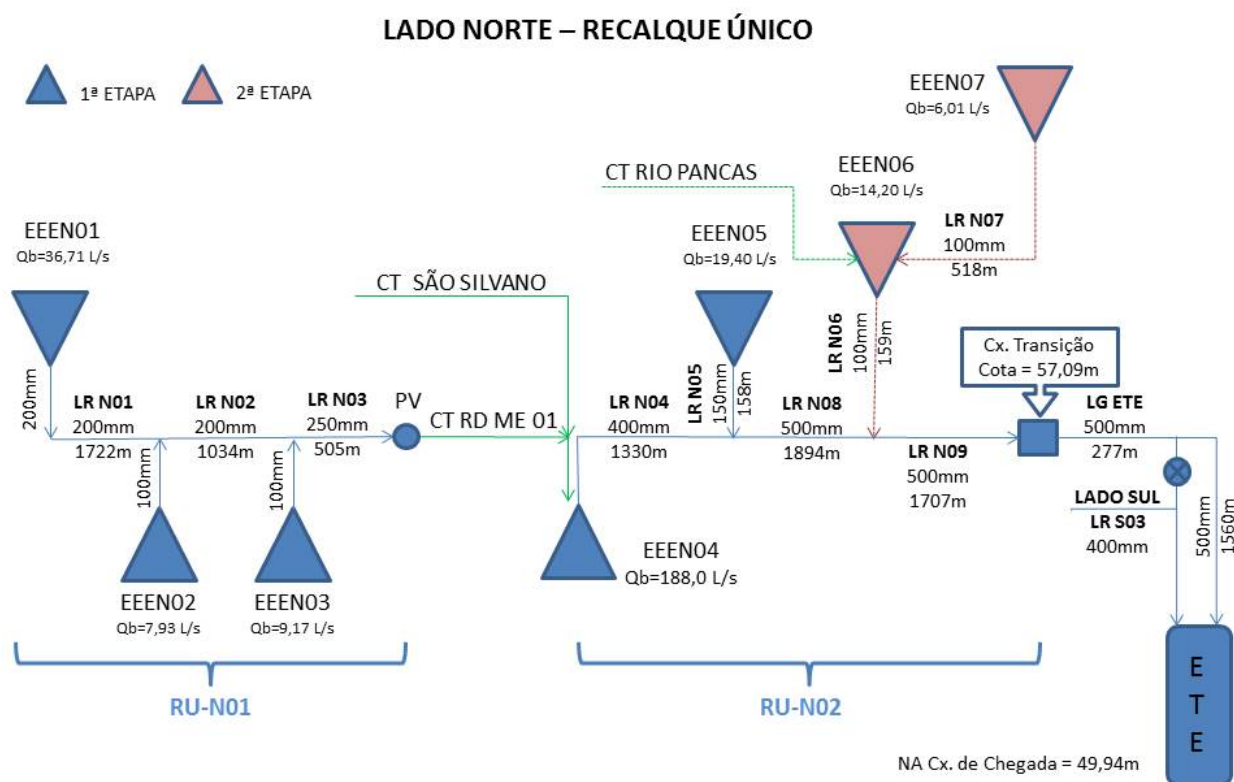 LADO NORTE – RECALQUE ÚNICO
1ª ETAPA
2ª ETAPA
EEEN07
Qb=6,01 L/s
CT RIO PANCAS
EEEN06
Qb=14,20 L/s
LR N07
100mm
518m
EEEN01
Qb=36,71 L/s
EEEN05
Qb=19,40 L/s
CT SÃO SILVANO
LR N06
100mm
159m
Cx. Transição
Cota = 57,09m
200mm
LR N01
200mm
1722m
LR N02
200mm
1034m
LR N03
250mm
505m
PV
CT RD ME 01
LR N04
400mm
1330m
LR N05
150mm
158m
LR N08
500mm
1894m
LR N09
500mm
1707m
LG ETE
500mm
277m
100mm
100mm
LADO SUL
LR S03
400mm
500mm
1560m
EEEN02
Qb=7,93 L/s
EEEN03
Qb=9,17 L/s
EEEN04
Qb=188,0 L/s
RU-N01
RU-N02
E
T
E
NA Cx. de Chegada = 49,94m